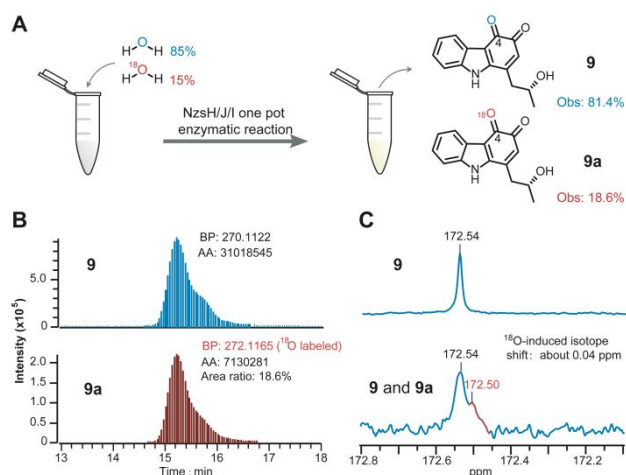 A
H O H 85%
H 18O H 15%
NzsH/J/I one pot
enzymatic reaction
O 4 O
N H
OH
9
Obs: 81.4%
18O 4 O
N H
OH
9a
Obs: 18.6%
B
Intensity (x10^5)
9
BP: 270.1122
AA: 31018545
5.0
0
9a
BP: 272.1165 (18O labeled)
AA: 7130281
Area ratio: 18.6%
2.0
1.5
1.0
0.5
0
13 14 15 16 17 18
Time : min
C
9
172.54
18O-induced isotope
shift: about 0.04 ppm
9 and 9a
172.54
172.50
172.8 172.6 172.4 172.2
ppm